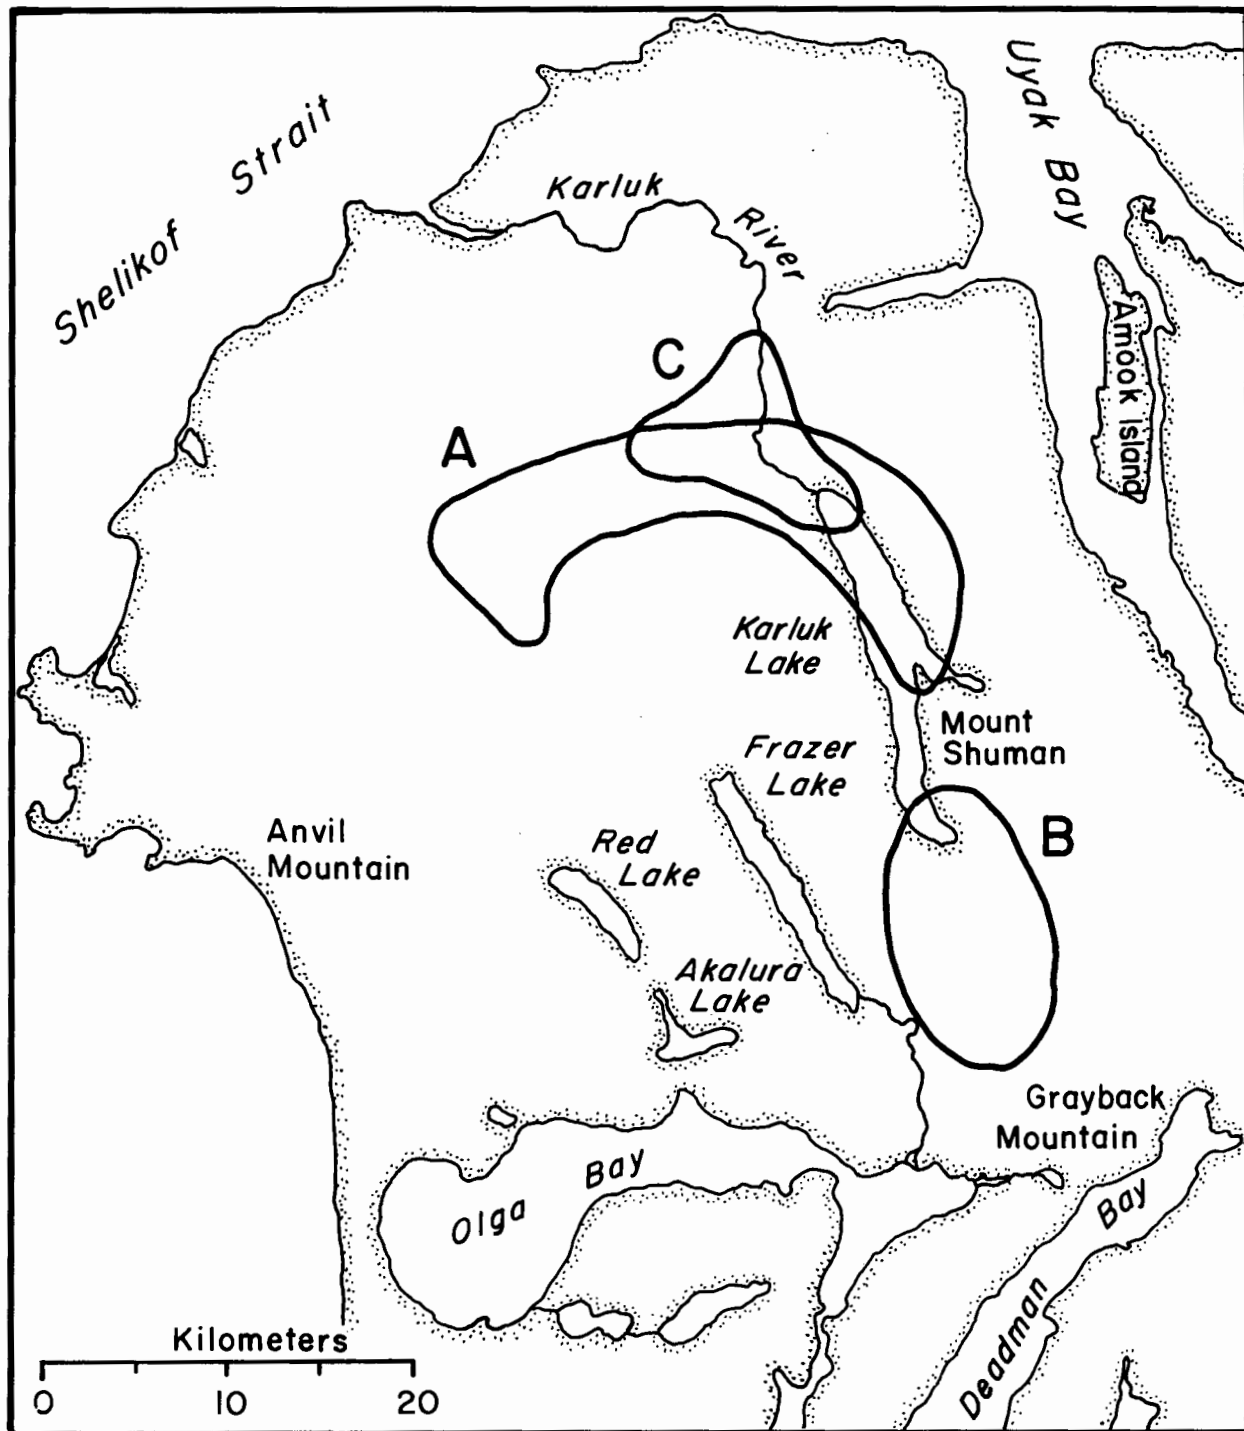 Uyak Bay
Shelikof Strait
Karluk River
Amook Island
C
A
Karluk
Lake
Mount
Shuman
Frazer
Lake
B
Anvil
Mountain
Red
Lake
Akalura
Lake
Grayback
Mountain
Olga Bay
Deadman Bay
Kilometers
0 10 20